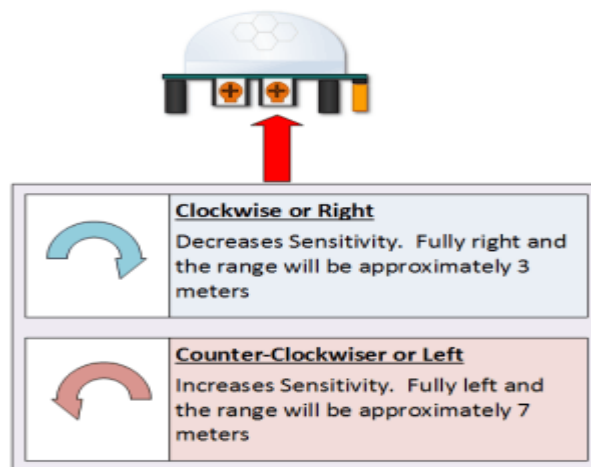 Clockwise or Right
Decreases Sensitivity. Fully right and
the range will be approximately 3
meters
Counter-Clockwiser or Left
Increases Sensitivity. Fully left and
the range will be approximately 7
meters